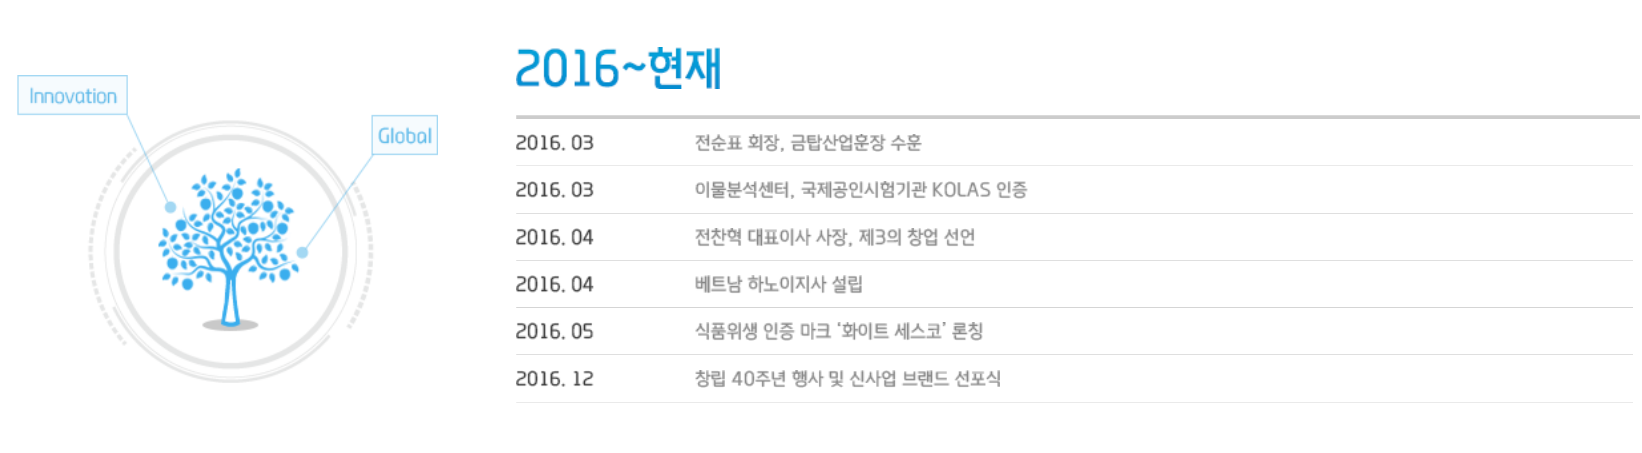 Innovation
Global
2016~현재
2016. 03 전순표 회장, 금탑산업훈장 수훈
2016. 03 이물분석센터, 국제공인시험기관 KOLAS 인증
2016. 04 전찬혁 대표이사 사장, 제3의 창업 선언
2016. 04 베트남 하노이지사 설립
2016. 05 식품위생 인증 마크 ‘화이트 세스코’ 론칭
2016. 12 창립 40주년 행사 및 신사업 브랜드 선포식